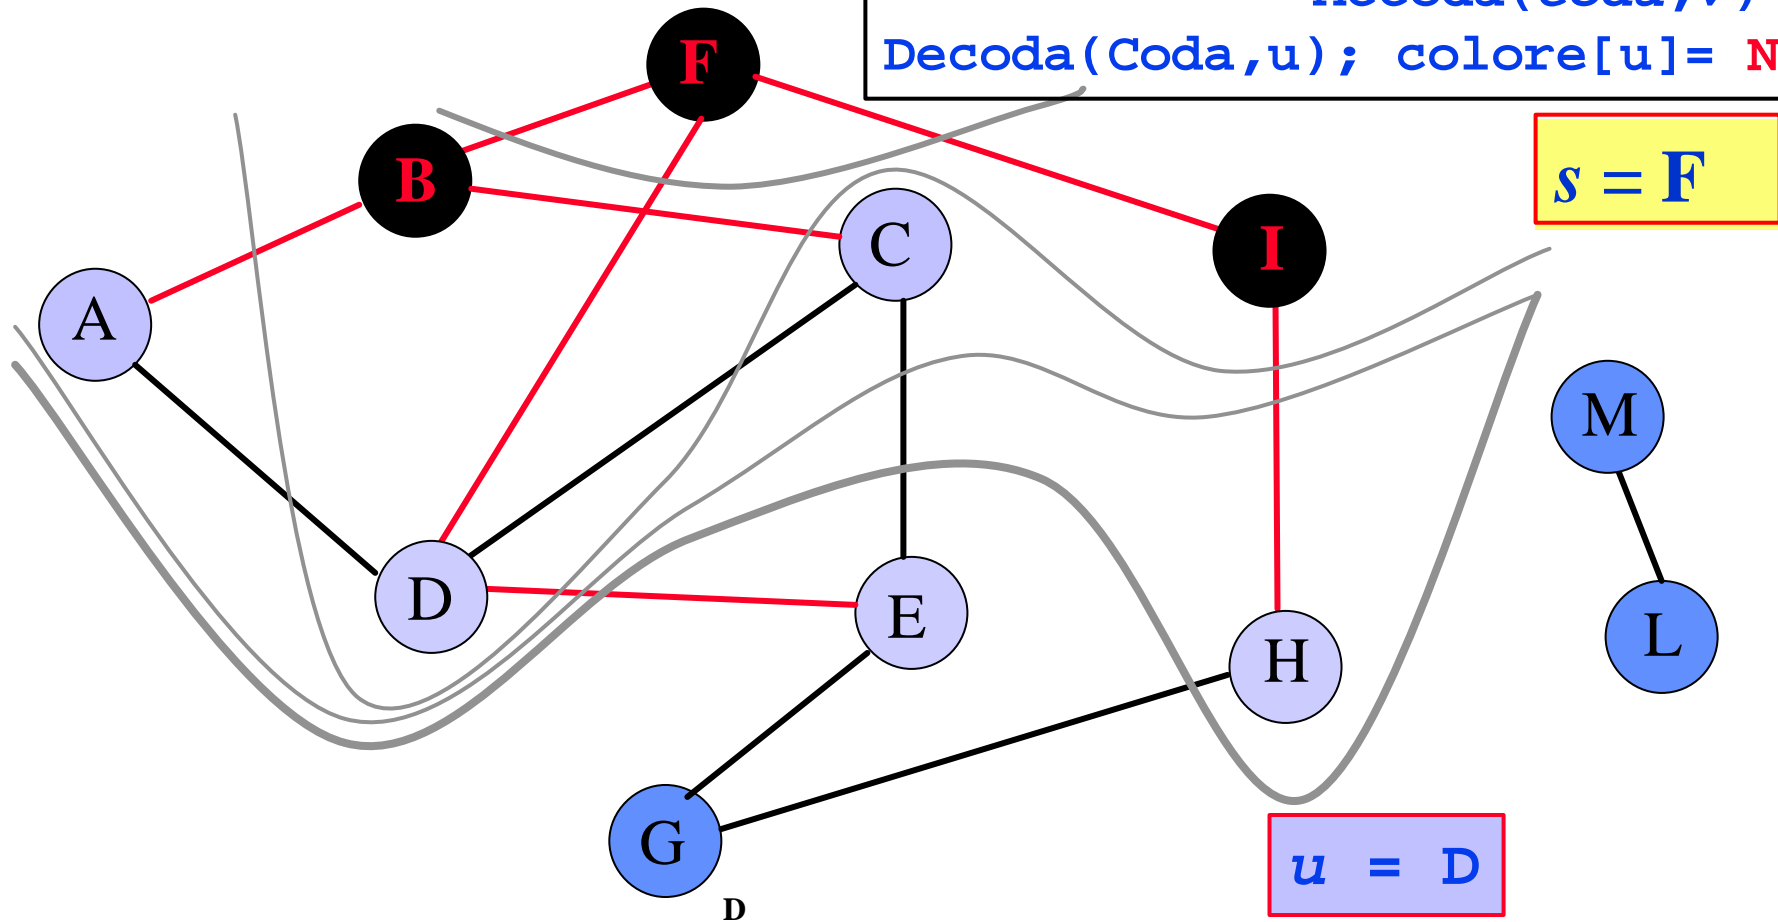 Decoda(Coda,u); colore[u]= N
F
B
s = F
C
I
A
M
D
E
L
H
G
u = D
D